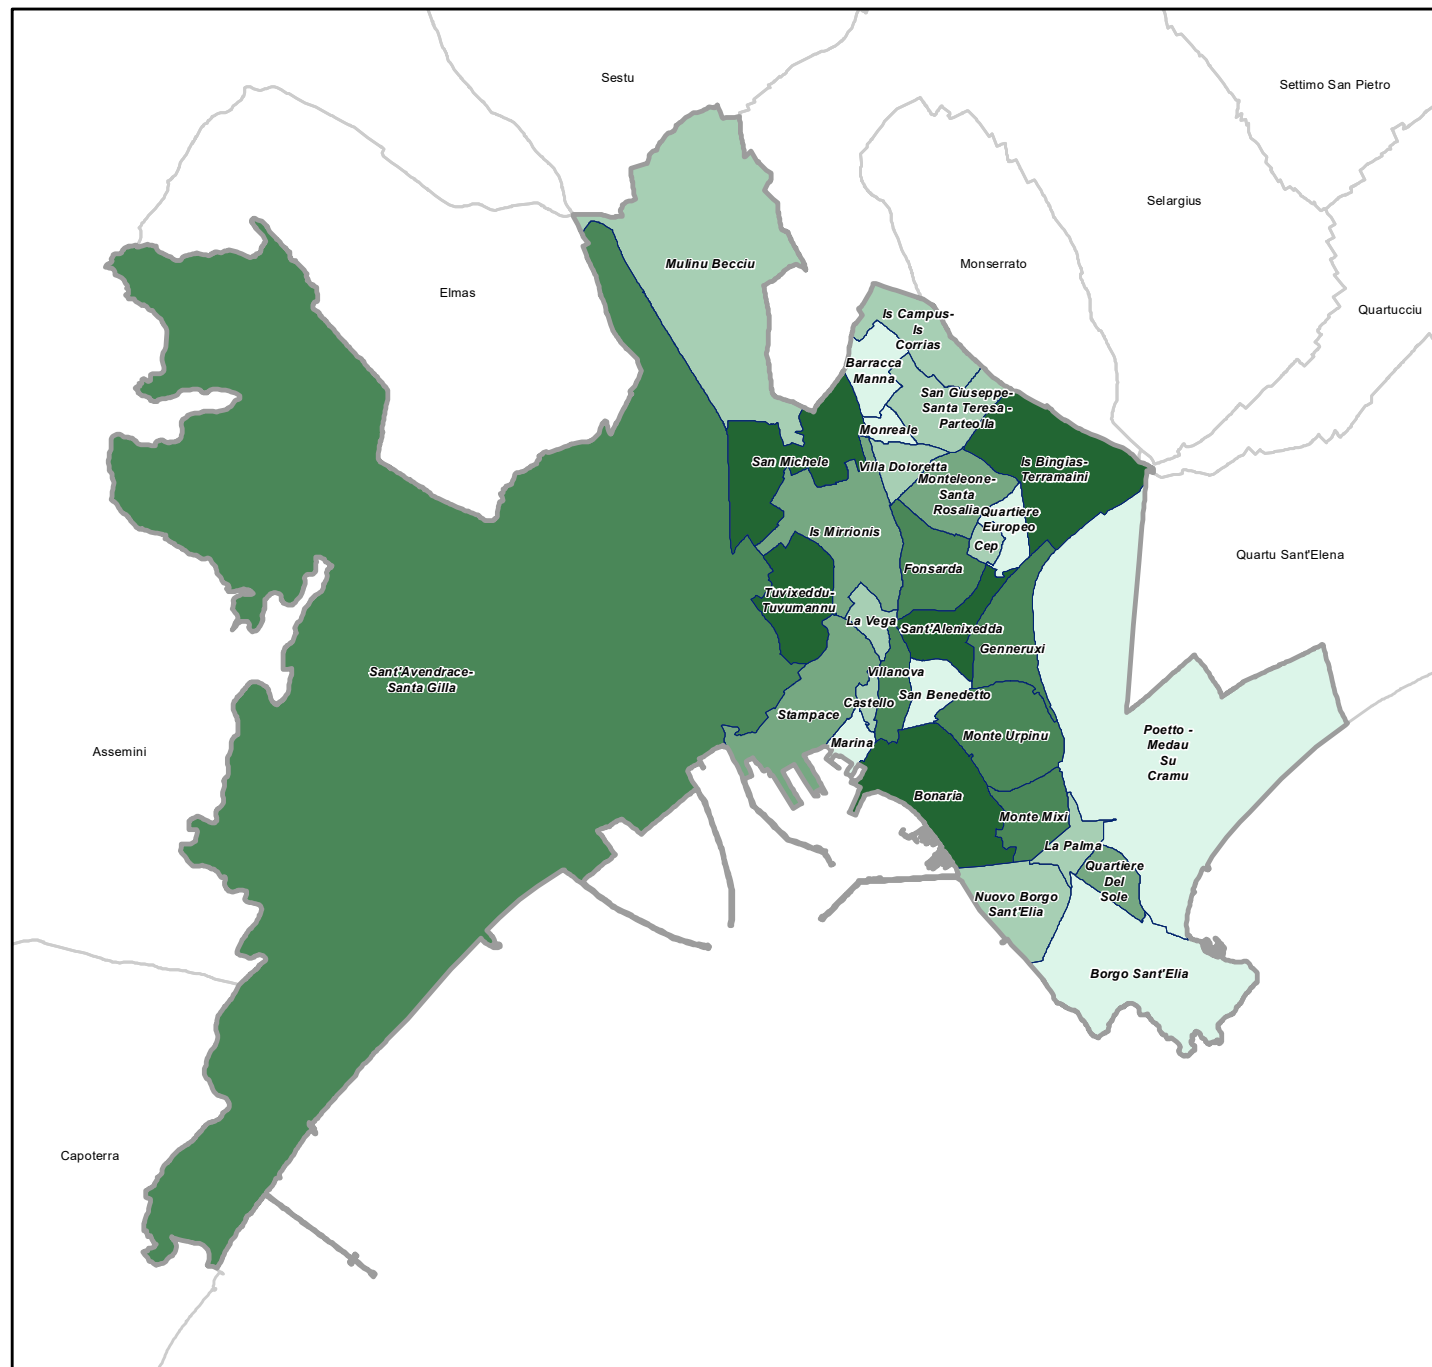 Sestu
Settimo San Pietro
Selargius
Mulinu Becciu
Monserrato
Elmas
Quartucciu
Is Campus-
Is
Corrias
Barracca
Manna
San Giuseppe-
Santa Teresa -
Parteolla
Monreale
San Michele
Villa Doloretta
Is Bingias-
Terramaini
Monteleone-
Santa
Rosalia
Quartiere
Europeo
Is Mirrionis
Cep
Quartu Sant'Elena
Fonsarda
Tuvixeddu-
Tuvumannu
La Vega
Sant'Alenixedda
Genneruxi
Sant'Avendrace-
Santa Gilla
Villanova
San Benedetto
Castello
Stampace
Marina
Monte Urpinu
Poetto -
Medau
Su
Cramu
Assemini
Bonaria
Monte Mixi
La Palma
Quartiere
Del
Sole
Nuovo Borgo
Sant'Elia
Borgo Sant'Elia
Capoterra